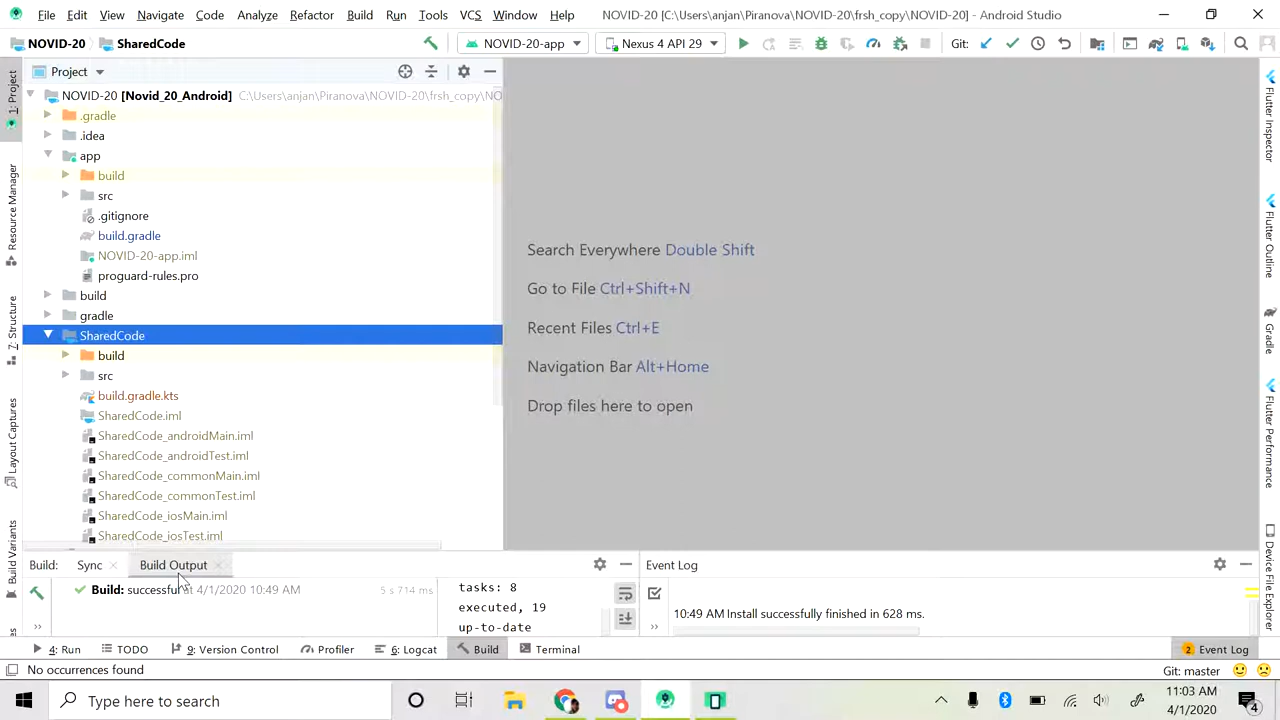 File Edit View Navigate Code Analyze Refactor Build Run Tools VCS Window Help NOVID-20 [C:\Users\anjan\Piranova\NOVID-20\frsh_copy\NOVID-20] - Android Studio
NOVID-20 SharedCode NOVID-20-app Nexus 4 API 29 Git:
1: Project
Resource Manager
7: Structure
Layout Captures
Build Variants
Project
NOVID-20 [Novid_20_Android] C:\Users\anjan\Piranova\NOVID-20\frsh_copy\NO
.gradle
.idea
app
build
src
.gitignore
build.gradle
NOVID-20-app.iml
proguard-rules.pro
build
gradle
SharedCode
build
src
build.gradle.kts
SharedCode.iml
SharedCode_androidMain.iml
SharedCode_androidTest.iml
SharedCode_commonMain.iml
SharedCode_commonTest.iml
SharedCode_iosMain.iml
SharedCode_iosTest.iml
Search Everywhere Double Shift
Go to File Ctrl+Shift+N
Recent Files Ctrl+E
Navigation Bar Alt+Home
Drop files here to open
Flutter Inspector
Flutter Outline
Gradle
Flutter Performance
Device File Explorer
Build: Sync Build Output
Build: successful at 4/1/2020 10:49 AM 5 s 714 ms
tasks: 8
executed, 19
up-to-date
Event Log
10:49 AM Install successfully finished in 628 ms.
4: Run TODO 9: Version Control Profiler 6: Logcat Build Terminal 2 Event Log
No occurrences found Git: master
Type here to search
11:03 AM
4/1/2020
4